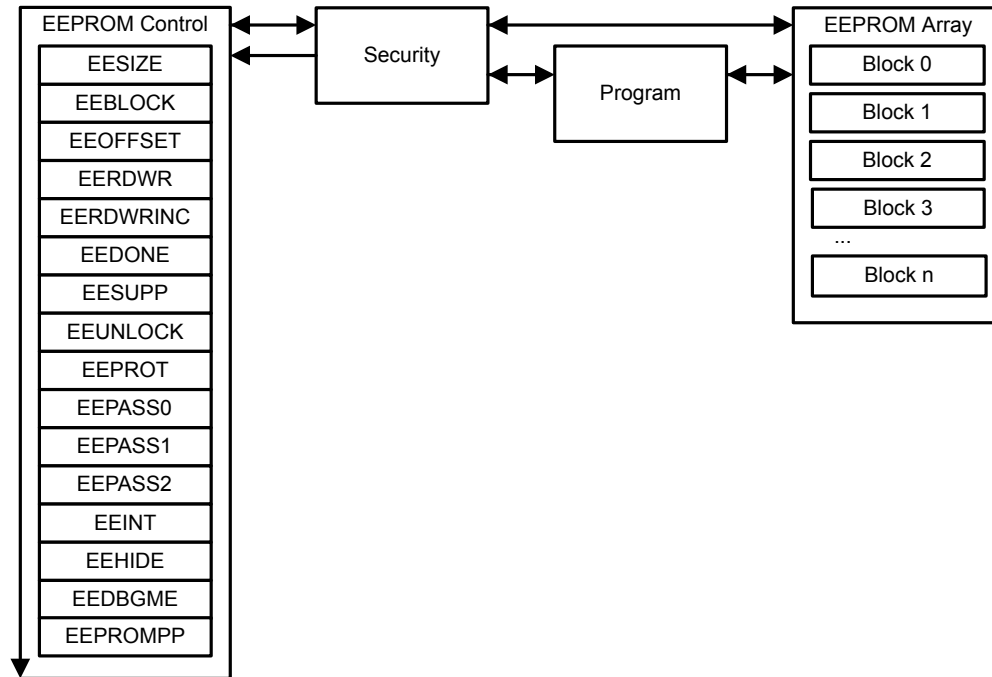 EEPROM Control
EESIZE
EEBLOCK
EEOFFSET
EERDWR
EERDWRINC
EEDONE
EESUPP
EEUNLOCK
EEPROT
EEPASS0
EEPASS1
EEPASS2
EEINT
EEHIDE
EEDBGME
EEPROMPP
Security
Program
EEPROM Array
Block 0
Block 1
Block 2
Block 3
...
Block n